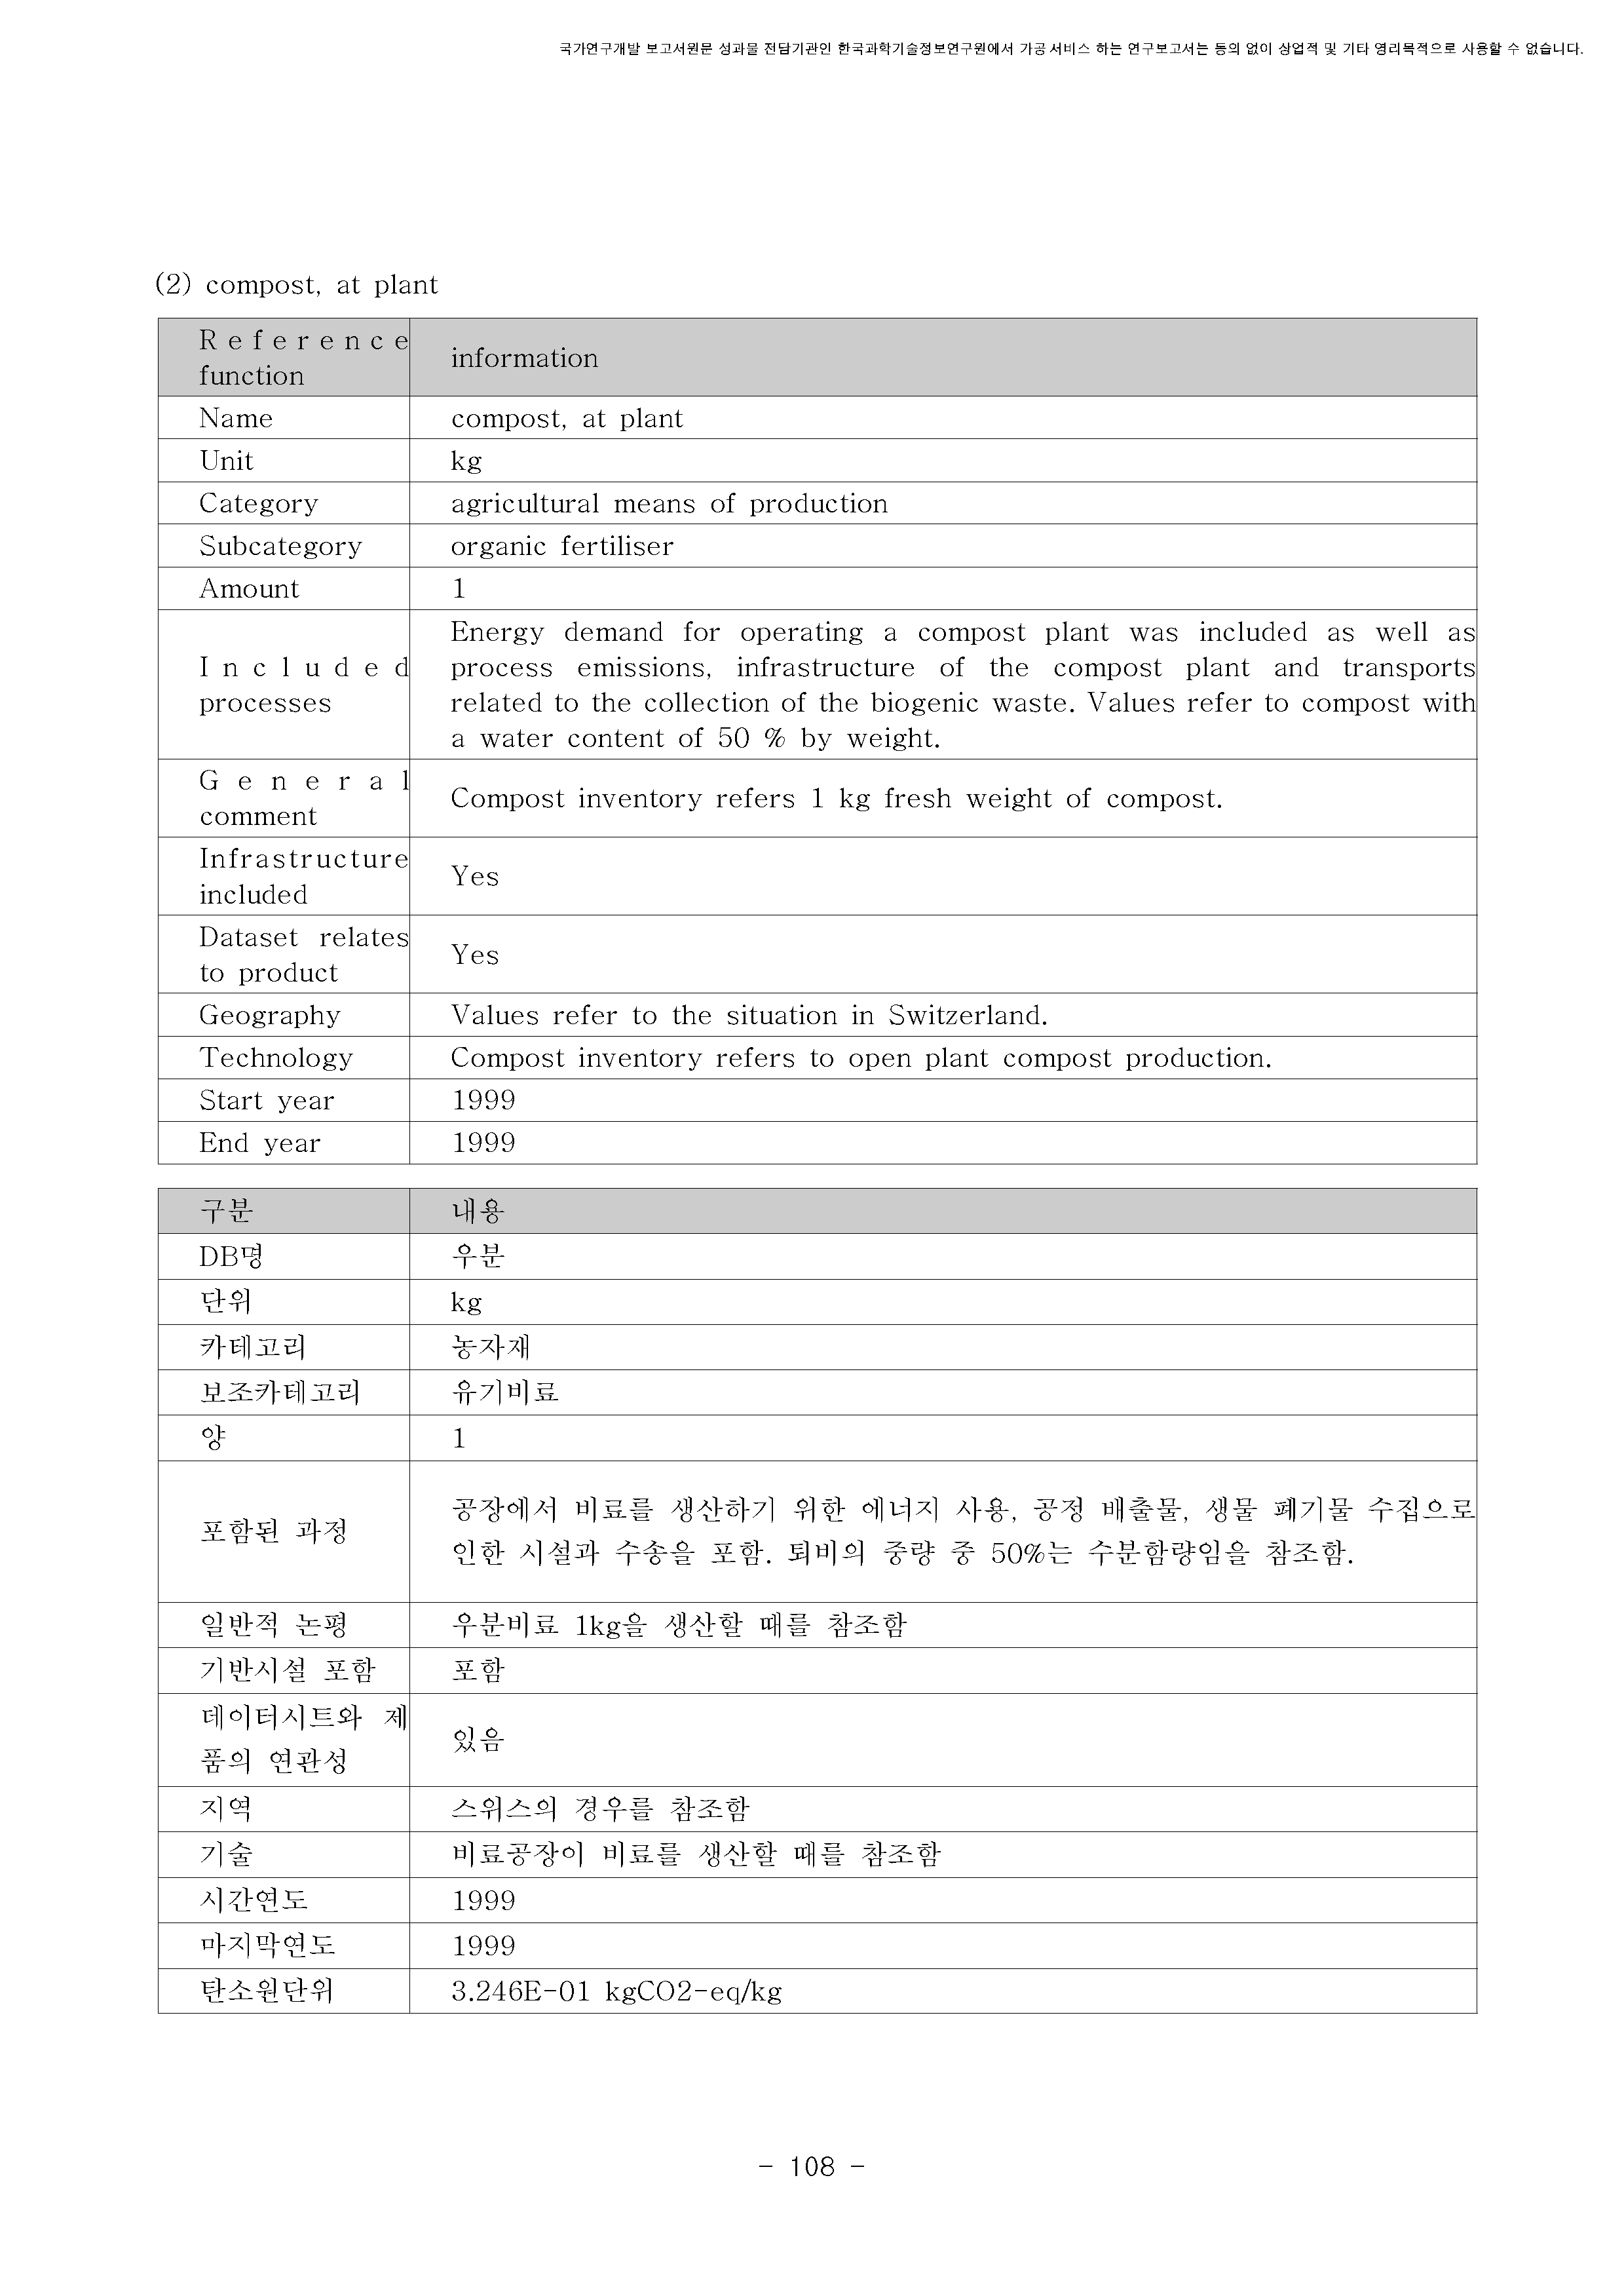 국가연구개발 보고서원문 성과물 전담기관인 한국과학기술정보연구원에서 가공·서비스 하는 연구보고서는 동의 없이 상업적 및 기타 영리목적으로 사용할 수 없습니다.
(2) compost, at plant
Reference
function
information
Name
compost, at plant
Unit
kg
Category
agricultural means of production
Subcategory
organic fertiliser
Amount
1
Included
processes
Energy demand for operating a compost plant was included as well as
process emissions, infrastructure of the compost plant and transports
related to the collection of the biogenic waste. Values refer to compost with
a water content of 50 % by weight.
General
comment
Compost inventory refers 1 kg fresh weight of compost.
Infrastructure
included
Yes
Dataset relates
to product
Yes
Geography
Values refer to the situation in Switzerland.
Technology
Compost inventory refers to open plant compost production.
Start year
1999
End year
1999
구분
내용
DB명
우분
단위
kg
카테고리
농자재
보조카테고리
유기비료
양
1
포함된 과정
공장에서 비료를 생산하기 위한 에너지 사용, 공정 배출물, 생물 폐기물 수집으로
인한 시설과 수송을 포함. 퇴비의 중량 중 50%는 수분함량임을 참조함.
일반적 논평
우분비료 1kg을 생산할 때를 참조함
기반시설 포함
포함
데이터시트와 제
품의 연관성
있음
지역
스위스의 경우를 참조함
기술
비료공장이 비료를 생산할 때를 참조함
시간연도
1999
마지막연도
1999
탄소원단위
3.246E-01 kgCO2-eq/kg
- 108 -